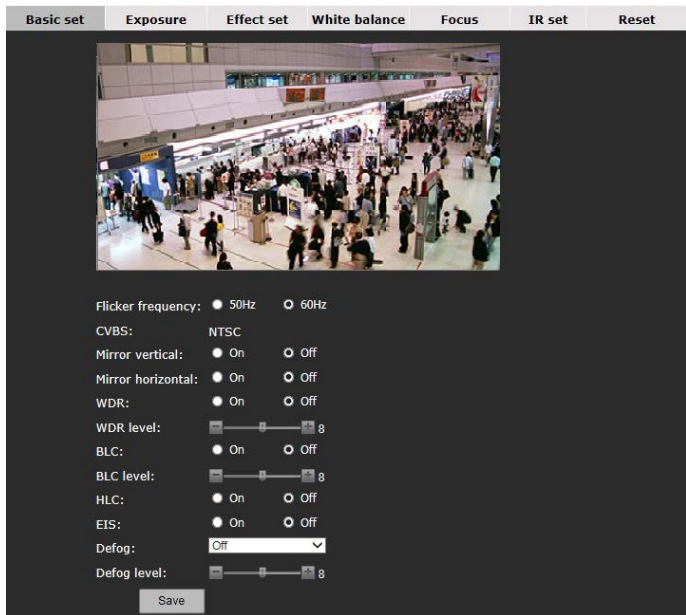 Basic set Exposure Effect set White balance Focus IR set Reset
Flicker frequency: 50Hz 60Hz
CVBS: NTSC
Mirror vertical: On Off
Mirror horizontal: On Off
WDR: On Off
WDR level: 8
BLC: On Off
BLC level: 8
HLC: On Off
EIS: On Off
Defog: Off
Defog level: 8
Save